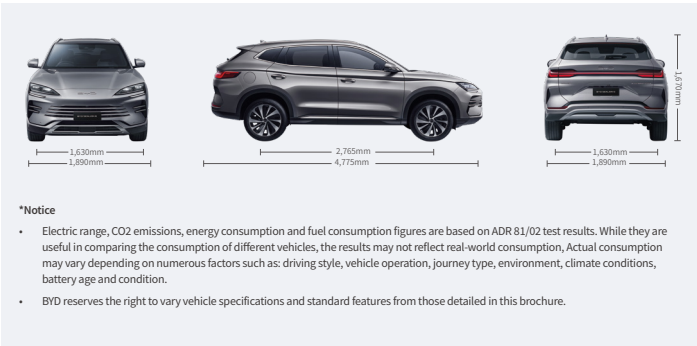 1,670mm
1,630mm
1,890mm
2,765mm
4,775mm
1,630mm
1,890mm
*Notice
• Electric range, CO2 emissions, energy consumption and fuel consumption figures are based on ADR 81/02 test results. While they are
useful in comparing the consumption of different vehicles, the results may not reflect real-world consumption, Actual consumption
may vary depending on numerous factors such as: driving style, vehicle operation, journey type, environment, climate conditions,
battery age and condition.
• BYD reserves the right to vary vehicle specifications and standard features from those detailed in this brochure.